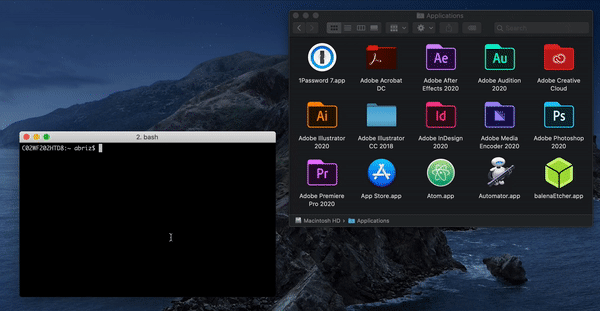 Applications
Search
1Password 7.app
Adobe Acrobat
DC
Adobe After
Effects 2020
Adobe Audition
2020
Adobe Creative
Cloud
Ae
Au
Adobe Illustrator
2020
Adobe Illustrator
CC 2018
Adobe InDesign
2020
Adobe Media
Encoder 2020
Adobe Photoshop
2020
Ai
Id
Ps
Adobe Premiere
Pro 2020
App Store.app
Atom.app
Automator.app
balenaEtcher.app
Pr
Macintosh HD
Applications
2. bash